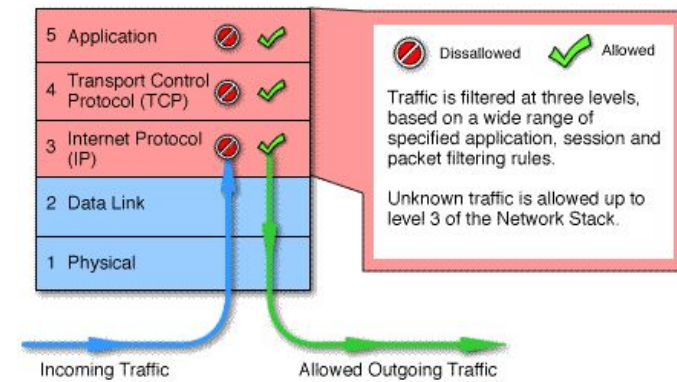 5 Application
4 Transport Control
Protocol (TCP)
3 Internet Protocol
(IP)
2 Data Link
1 Physical
Dissallowed
Allowed
Traffic is filtered at three levels,
based on a wide range of
specified application, session and
packet filtering rules.
Unknown traffic is allowed up to
level 3 of the Network Stack.
Incoming Traffic
Allowed Outgoing Traffic